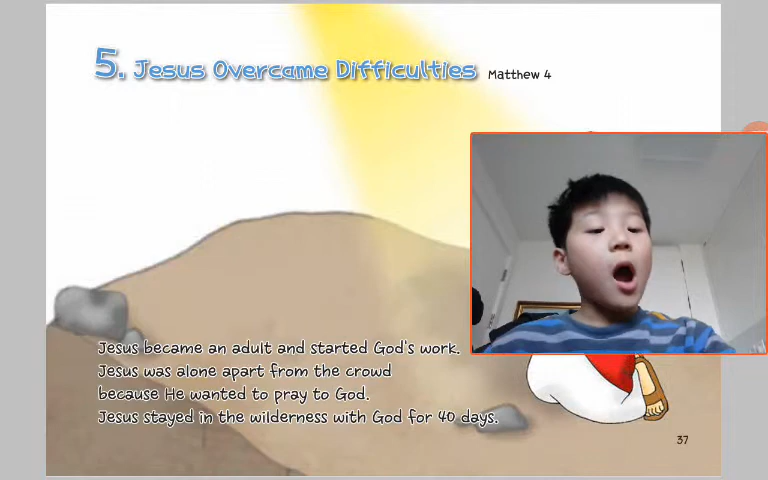 5. Jesus Overcame Difficulties Matthew 4
Jesus became an adult and started God's work.
Jesus was alone apart from the crowd
because He wanted to pray to God.
Jesus stayed in the wilderness with God for 40 days.
37